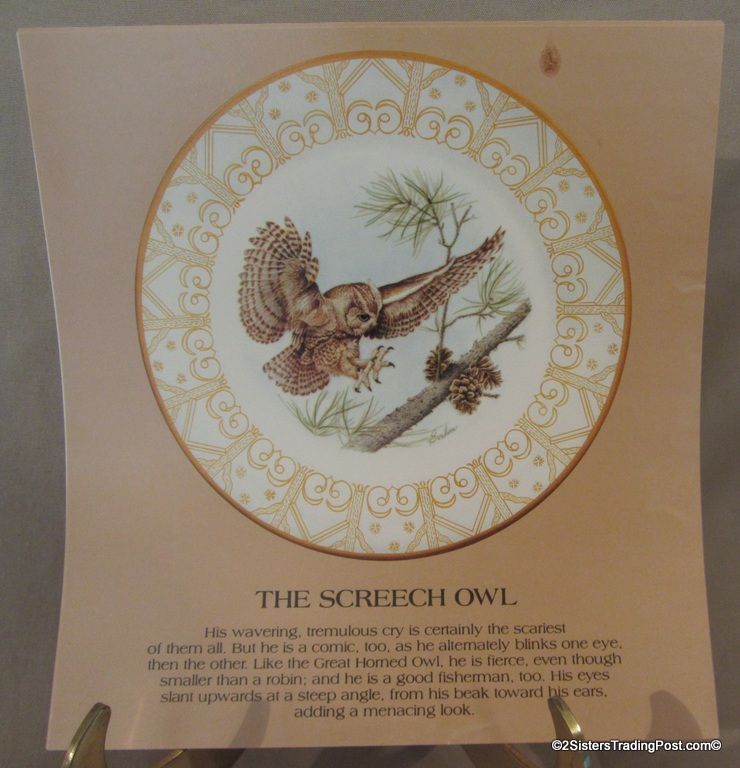 THE SCREECH OWL
His wavering, tremulous cry is certainly the scariest
of them all. But he is a comic, too, as he alternately blinks one eye,
then the other. Like the Great Horned Owl, he is fierce, even though
smaller than a robin; and he is a good fisherman, too. His eyes
slant upwards at a steep angle, from his beak toward his ears,
adding a menacing look.
©2SistersTradingPost.com©